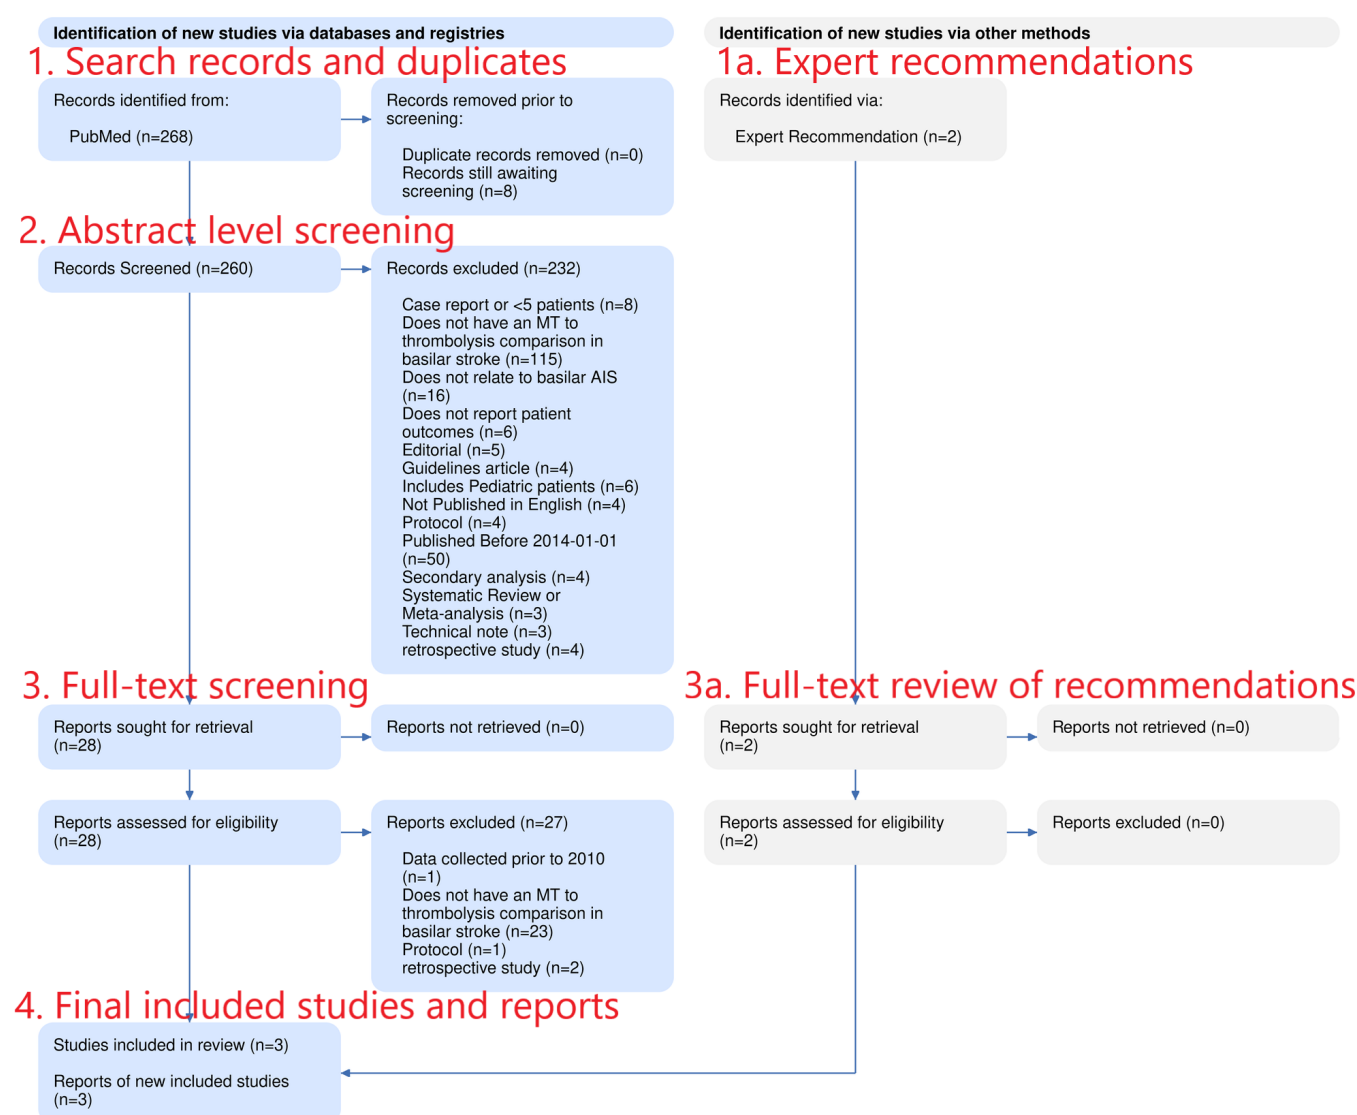 Identification of new studies via databases and registries
1. Search records and duplicates
Records identified from:
PubMed (n=268)
Records removed prior to
screening:
Duplicate records removed (n=0)
Records still awaiting
screening (n=8)
2. Abstract level screening
Records Screened (n=260)
Records excluded (n=232)
Case report or <5 patients (n=8)
Does not have an MT to
thrombolysis comparison in
basilar stroke (n=115)
Does not relate to basilar AIS
(n=16)
Does not report patient
outcomes (n=6)
Editorial (n=5)
Guidelines article (n=4)
Includes Pediatric patients (n=6)
Not Published in English (n=4)
Protocol (n=4)
Published Before 2014-01-01
(n=50)
Secondary analysis (n=4)
Systematic Review or
Meta-analysis (n=3)
Technical note (n=3)
retrospective study (n=4)
3. Full-text screening
Reports sought for retrieval
(n=28)
Reports not retrieved (n=0)
Reports assessed for eligibility
(n=28)
Reports excluded (n=27)
Data collected prior to 2010
(n=1)
Does not have an MT to
thrombolysis comparison in
basilar stroke (n=23)
Protocol (n=1)
retrospective study (n=2)
Identification of new studies via other methods
1a. Expert recommendations
Records identified via:
Expert Recommendation (n=2)
3a. Full-text review of recommendations
Reports sought for retrieval
(n=2)
Reports not retrieved (n=0)
Reports assessed for eligibility
(n=2)
Reports excluded (n=0)
4. Final included studies and reports
Studies included in review (n=3)
Reports of new included studies
(n=3)